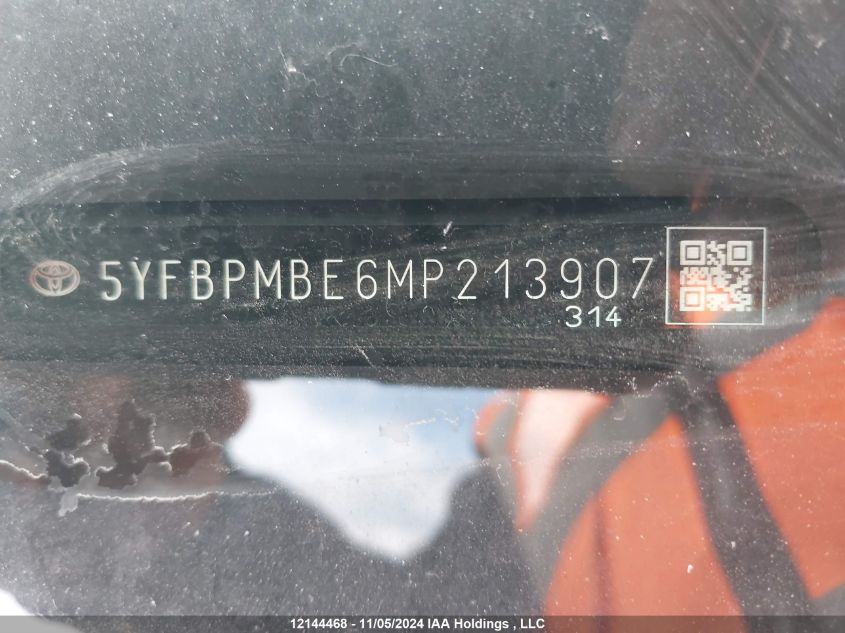 5YFBPMBE6MP213907
314
12144468 - 11/05/2024 IAA Holdings , LLC